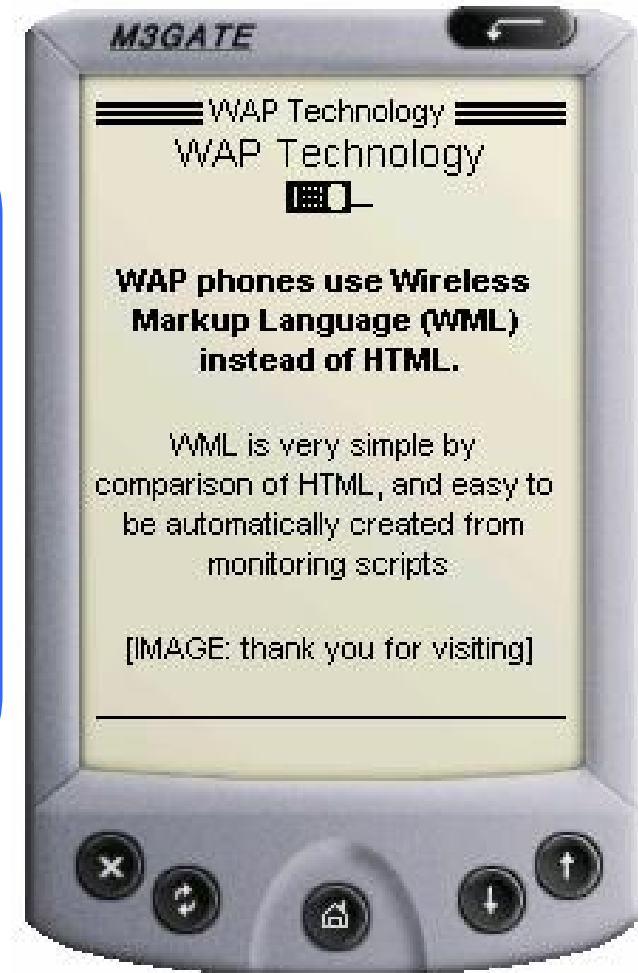 M3GATE
WAP Technology
WAP Technology
WAP phones use Wireless
Markup Language (WML)
instead of HTML.
WML is very simple by
comparison of HTML, and easy to
be automatically created from
monitoring scripts
[IMAGE: thank you for visiting]